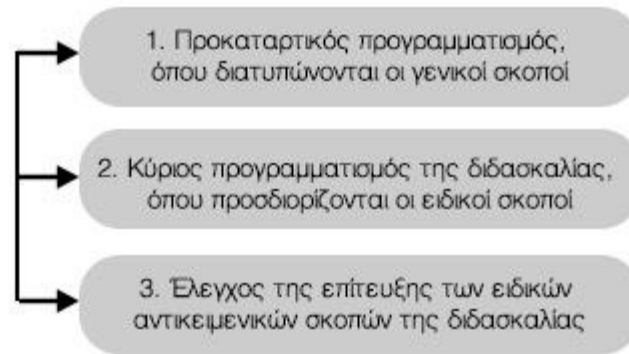 1. Προκαταρτικός προγραμματισμός,
όπου διατυπώνονται οι γενικοί σκοποί
2. Κύριος προγραμματισμός της διδασκαλίας,
όπου προσδιορίζονται οι ειδικοί σκοποί
3. Έλεγχος της επίτευξης των ειδικών
αντικειμενικών σκοπών της διδασκαλίας